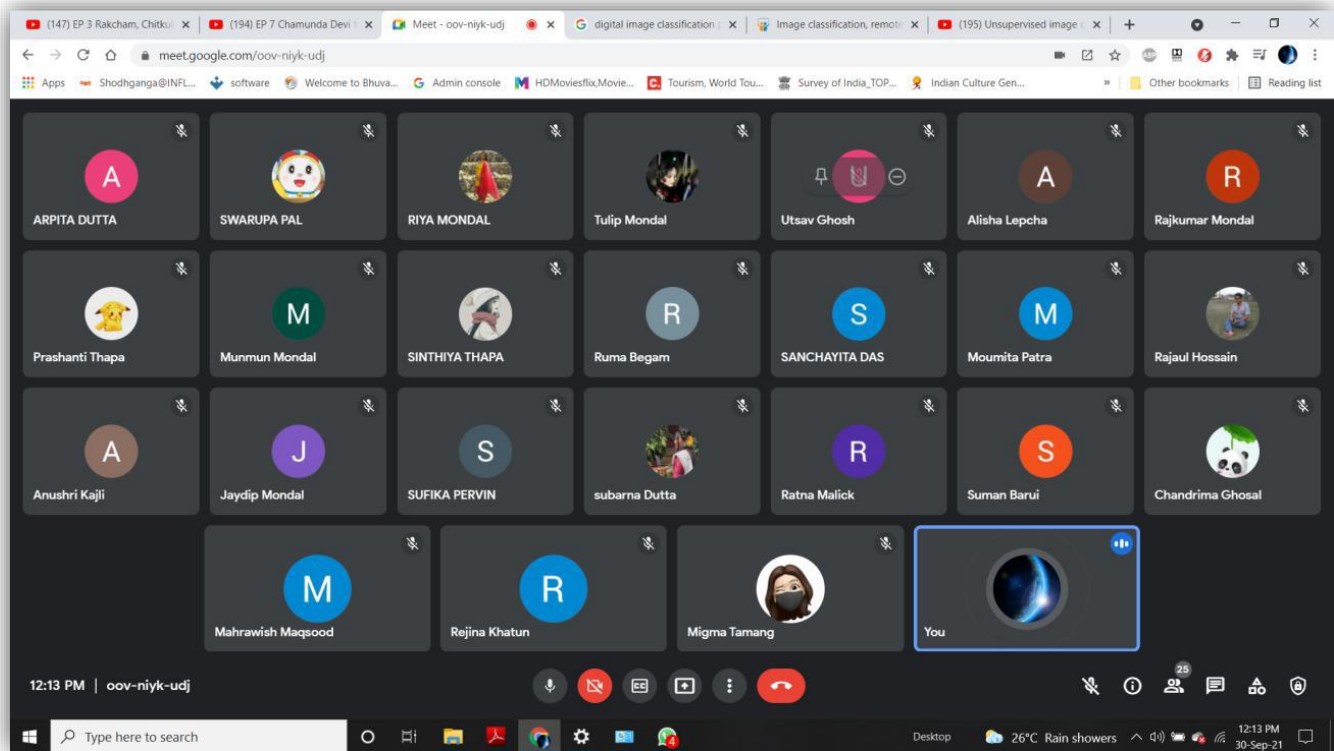 (147) EP 3 Rakcham, Chitkul
(194) EP 7 Chamunda Devi
Meet - oov-niyk-udj
digital image classification
Image classification, remote
(195) Unsupervised image
meet.google.com/oov-niyk-udj
Apps
Shodhganga@INFL...
software
Welcome to Bhuva...
Admin console
HDMoviesflix,Movie...
Tourism, World Tou...
Survey of India_TOP...
Indian Culture Gen...
»
Other bookmarks
Reading list
A
ARPITA DUTTA
SWARUPA PAL
RIYA MONDAL
Tulip Mondal
Utsav Ghosh
A
Alisha Lepcha
R
Rajkumar Mondal
Prashanti Thapa
M
Munmun Mondal
SINTHIYA THAPA
R
Ruma Begam
S
SANCHAYITA DAS
M
Moumita Patra
Rajaul Hossain
A
Anushri Kajli
J
Jaydip Mondal
S
SUFIKA PERVIN
subarna Dutta
R
Ratna Malick
S
Suman Barui
Chandrima Ghosal
M
Mahrawish Maqsood
R
Rejina Khatun
Migma Tamang
You
12:13 PM | oov-niyk-udj
CC
25
Type here to search
4
Desktop
26°C Rain showers
12:13 PM
30-Sep-21